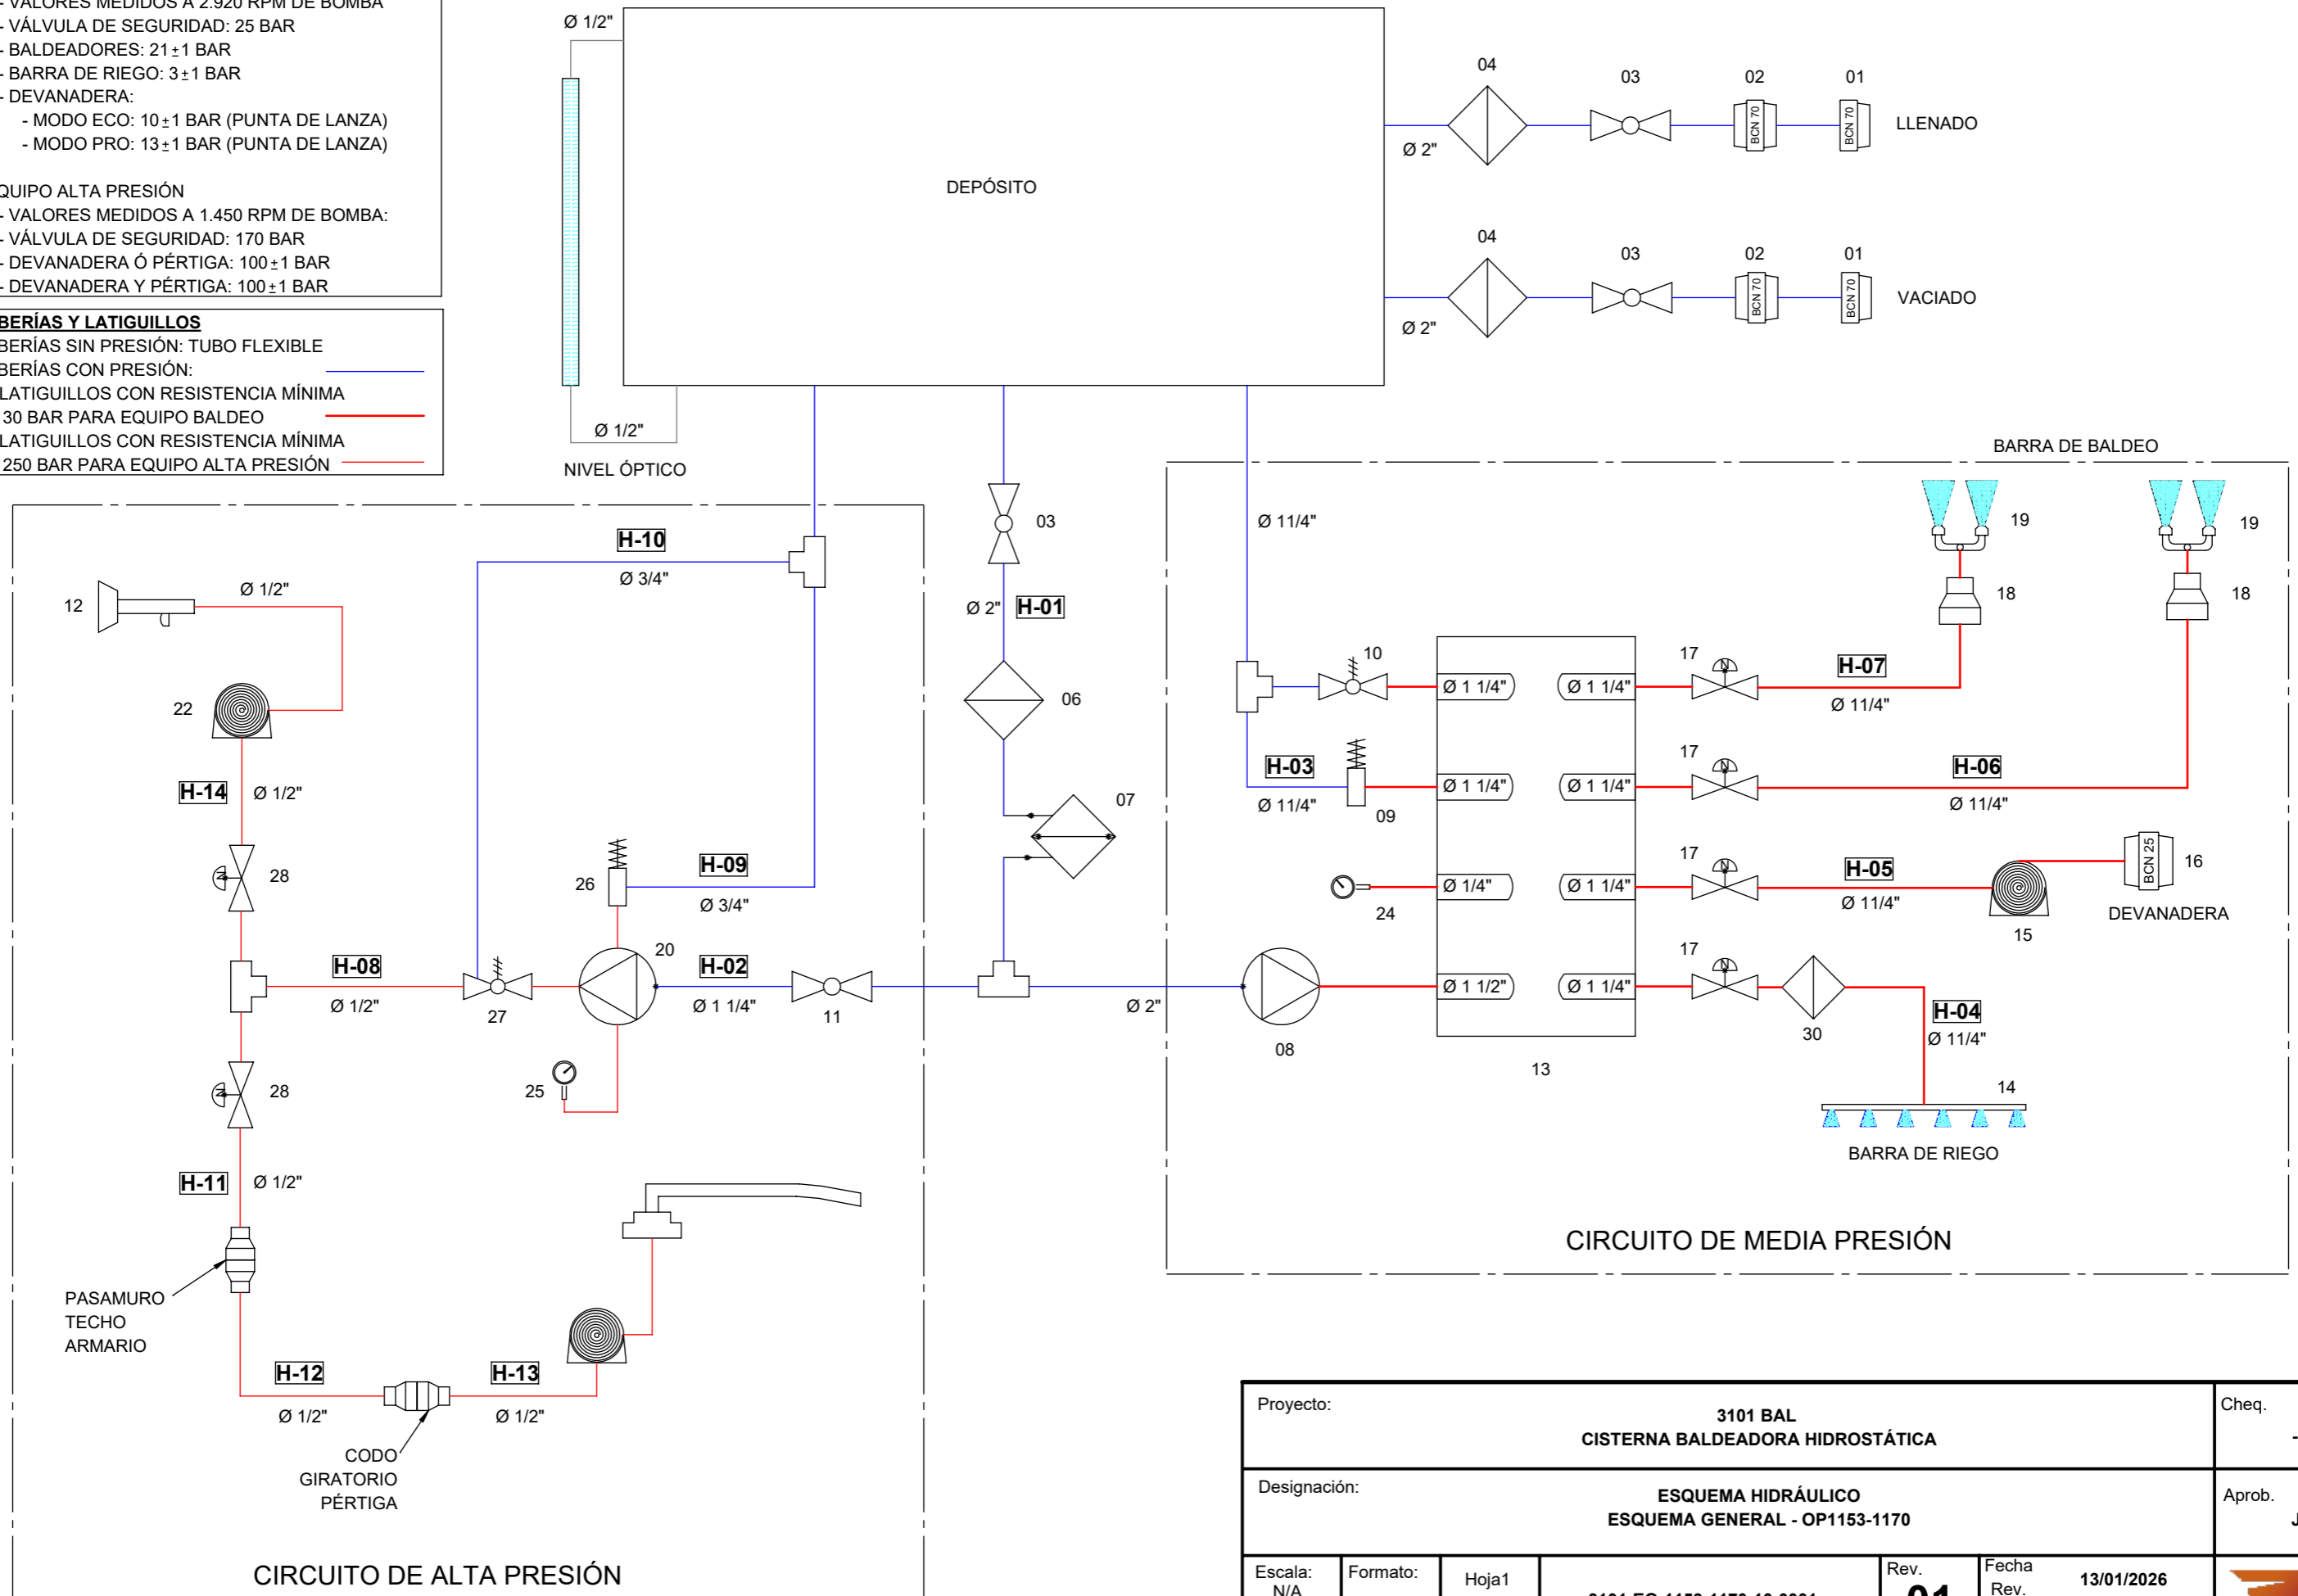 - VALORES MEDIDOS A 2.920 RPM DE BOMBA
- VÁLVULA DE SEGURIDAD: 25 BAR
- BALDEADORES: 21±1 BAR
- BARRA DE RIEGO: 3±1 BAR
- DEVANADERA:
- MODO ECO: 10±1 BAR (PUNTA DE LANZA)
- MODO PRO: 13±1 BAR (PUNTA DE LANZA)
QUIPO ALTA PRESIÓN
- VALORES MEDIDOS A 1.450 RPM DE BOMBA:
- VÁLVULA DE SEGURIDAD: 170 BAR
- DEVANADERA Ó PÉRTIGA: 100±1 BAR
- DEVANADERA Y PÉRTIGA: 100±1 BAR
BERÍAS Y LATIGUILLOS
BERÍAS SIN PRESIÓN: TUBO FLEXIBLE
BERÍAS CON PRESIÓN:
LATIGUILLOS CON RESISTENCIA MÍNIMA
30 BAR PARA EQUIPO BALDEO
LATIGUILLOS CON RESISTENCIA MÍNIMA
250 BAR PARA EQUIPO ALTA PRESIÓN
Ø 1/2"
Ø 1/2"
NIVEL ÓPTICO
DEPÓSITO
04
03
02
01
BCN 70
BCN 70
LLENADO
Ø 2"
04
03
02
01
BCN 70
BCN 70
VACIADO
Ø 2"
H-10
Ø 3/4"
12
Ø 1/2"
22
H-14
Ø 1/2"
28
26
H-09
Ø 3/4"
20
H-08
Ø 1/2"
27
H-02
Ø 1 1/4"
11
25
28
H-11
Ø 1/2"
PASAMURO
TECHO
ARMARIO
H-12
Ø 1/2"
H-13
Ø 1/2"
CODO
GIRATORIO
PÉRTIGA
CIRCUITO DE ALTA PRESIÓN
03
Ø 2"
H-01
06
07
Ø 2"
BARRA DE BALDEO
Ø 11/4"
19
19
18
18
10
Ø 1 1/4"
Ø 1 1/4"
17
H-07
Ø 11/4"
H-03
Ø 11/4"
09
Ø 1 1/4"
Ø 1 1/4"
17
H-06
Ø 11/4"
24
Ø 1/4"
Ø 1 1/4"
17
H-05
Ø 11/4"
15
BCN 25
16
DEVANADERA
08
Ø 1 1/2"
Ø 1 1/4"
13
17
30
H-04
Ø 11/4"
14
BARRA DE RIEGO
CIRCUITO DE MEDIA PRESIÓN
Proyecto:
3101 BAL
CISTERNA BALDEADORA HIDROSTÁTICA
Cheq.
Designación:
ESQUEMA HIDRÁULICO
ESQUEMA GENERAL - OP1153-1170
Aprob.
Escala:
N/A
Formato:
Hoja1
Rev.
01
Fecha
Rev.
13/01/2026